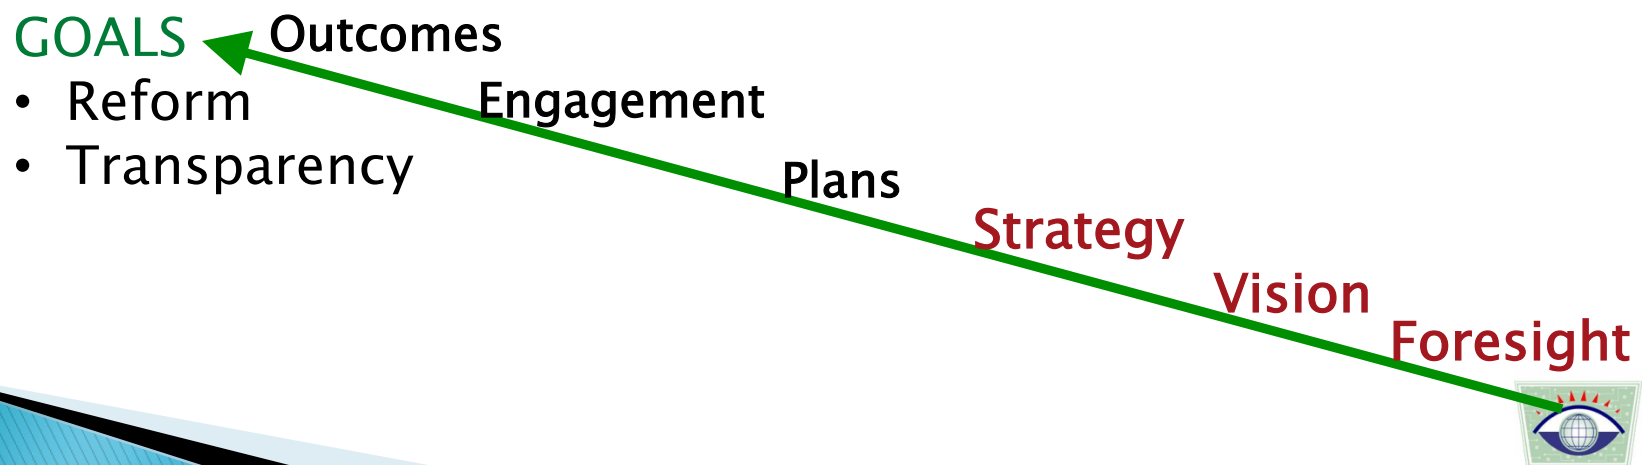 GOALS
Outcomes
• Reform
Engagement
• Transparency
Plans
Strategy
Vision
Foresight